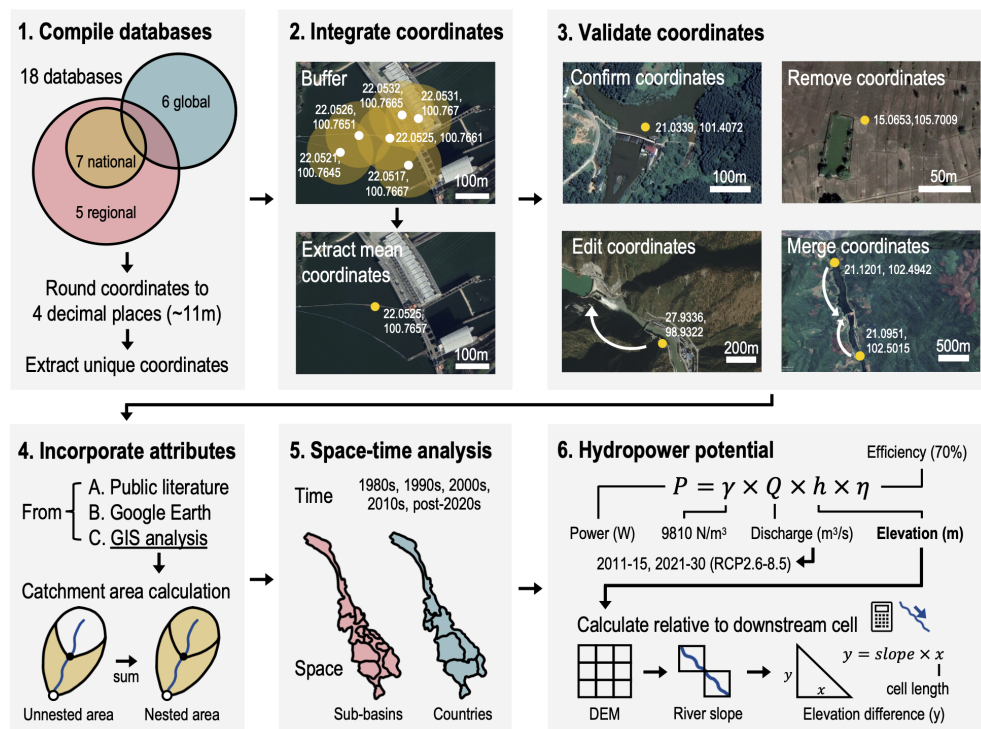 1. Compile databases
18 databases
6 global
7 national
5 regional
Round coordinates to
4 decimal places (~11m)
Extract unique coordinates
2. Integrate coordinates
Buffer
22.0532,
100.7665
22.0531,
100.767
22.0526,
100.7651
22.0525, 100.7661
22.0521,
100.7645
22.0517,
100.7667
100m
Extract mean
coordinates
22.0525,
100.7657
100m
3. Validate coordinates
Confirm coordinates
21.0339, 101.4072
100m
Remove coordinates
15.0653,105.7009
50m
Edit coordinates
27.9336,
98.9322
200m
Merge coordinates
21.1201, 102.4942
21.0951,
102.5015
500m
4. Incorporate attributes
From
A. Public literature
B. Google Earth
C. GIS analysis
Catchment area calculation
sum
Unnested area
Nested area
5. Space-time analysis
Time
1980s, 1990s, 2000s,
2010s, post-2020s
Space
Sub-basins
Countries
6. Hydropower potential
Efficiency (70%)
P = γ × Q × h × η
Power (W)
9810 N/m³
Discharge (m³/s)
Elevation (m)
2011-15, 2021-30 (RCP2.6-8.5)
Calculate relative to downstream cell
y = slope × x
y
x
cell length
DEM
River slope
Elevation difference (y)